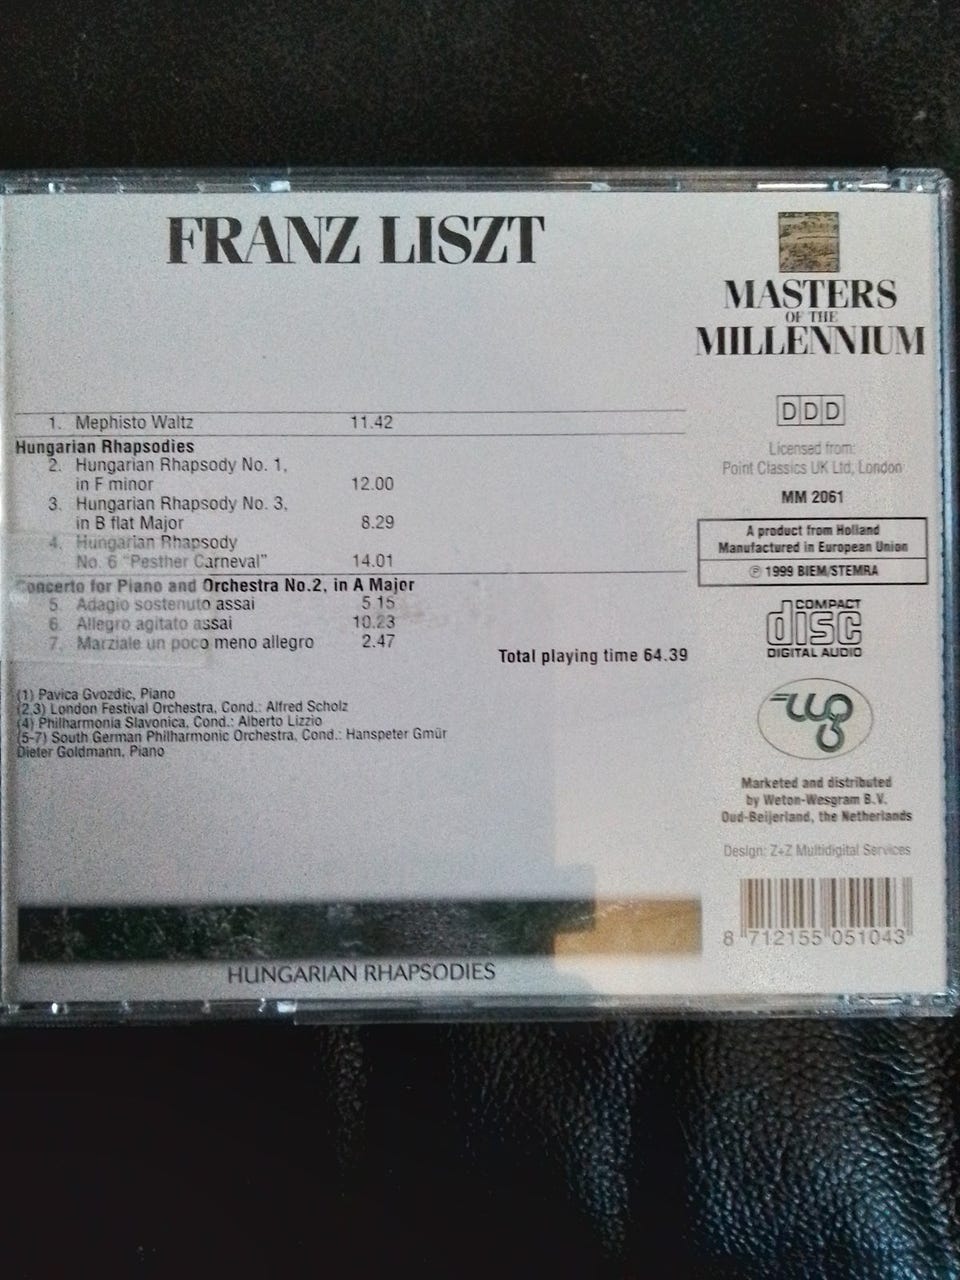 FRANZ LISZT
1. Mephisto Waltz 11.42
Hungarian Rhapsodies
2. Hungarian Rhapsody No. 1,
in F minor 12.00
3. Hungarian Rhapsody No. 3,
in B flat Major 8.29
4. Hungarian Rhapsody
No. 6 "Pesther Carneval" 14.01
Concerto for Piano and Orchestra No.2, in A Major
5. Adagio sostenuto assai 5.15
6. Allegro agitato assai 10.23
7. Marziale un poco meno allegro 2.47
Total playing time 64.39
(1) Pavica Gvozdic, Piano
(2,3) London Festival Orchestra, Cond.: Alfred Scholz
(4) Philharmonia Slavonica, Cond.: Alberto Lizzio
(5-7) South German Philharmonic Orchestra, Cond.: Hanspeter Gmür
Dieter Goldmann, Piano
HUNGARIAN RHAPSODIES
MASTERS
OF THE
MILLENNIUM
DDD
Licensed from:
Point Classics UK Ltd, London
MM 2061
A product from Holland
Manufactured in European Union
℗ 1999 BIEM/STEMRA
COMPACT
disc
DIGITAL AUDIO
Marketed and distributed
by Weton-Wesgram B.V.
Oud-Beijerland, the Netherlands
Design: Z+Z Multidigital Services
8 712155 051043